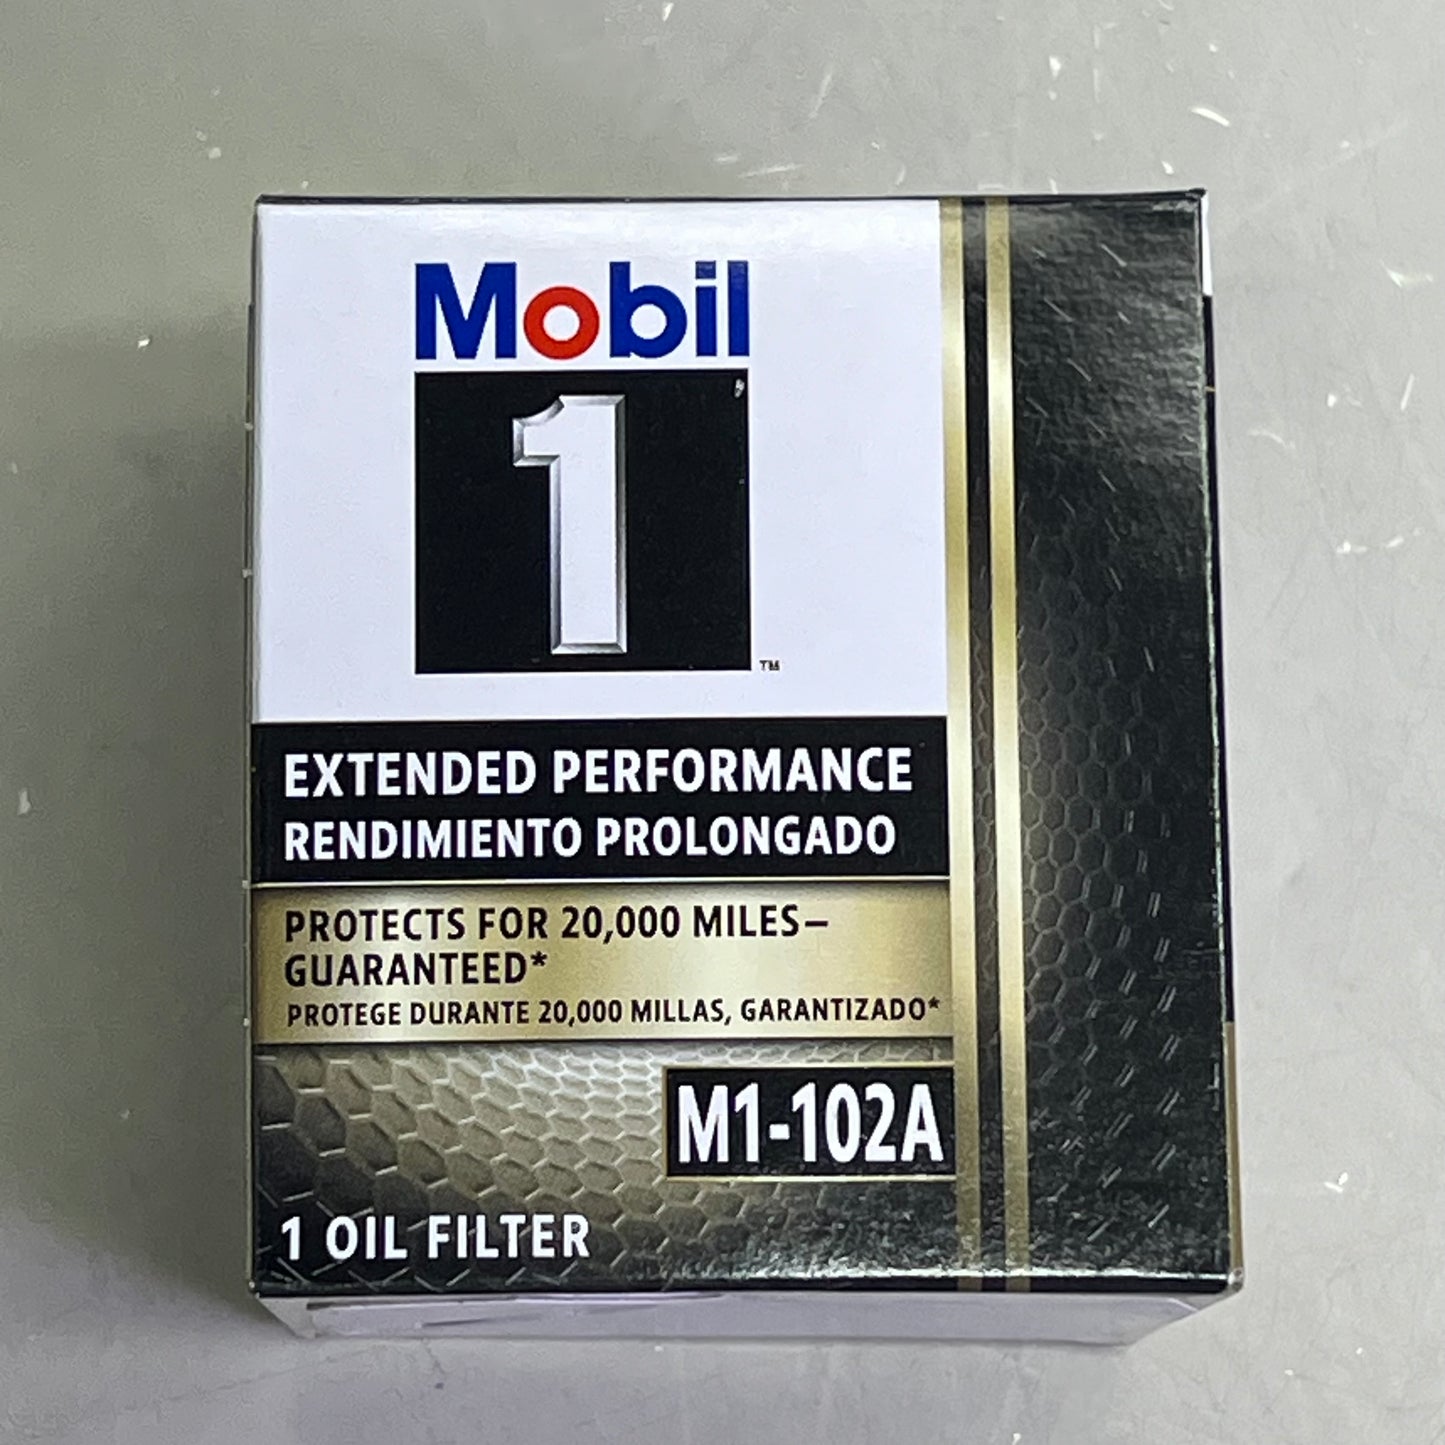 Mobil
1
™
EXTENDED PERFORMANCE
RENDIMIENTO PROLONGADO
PROTECTS FOR 20,000 MILES–
GUARANTEED*
PROTEGE DURANTE 20,000 MILLAS, GARANTIZADO*
M1-102A
1 OIL FILTER